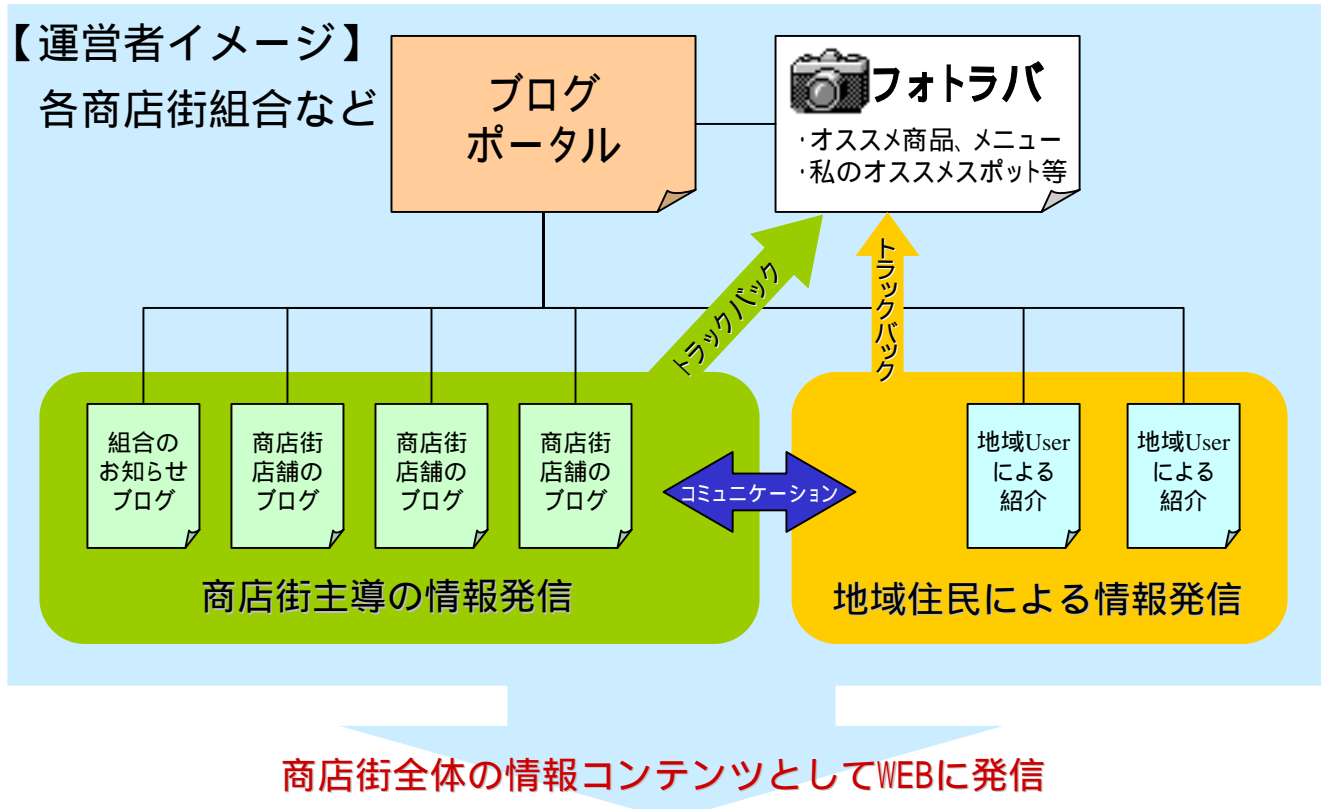 【運営者イメージ】
各商店街組合など
ブログ
ポータル
フォトラバ
・オススメ商品、メニュー
・私のオススメスポット等
トラックバック
トラックバック
組合の
お知らせ
ブログ
商店街
店舗の
ブログ
商店街
店舗の
ブログ
商店街
店舗の
ブログ
コミュニケーション
地域User
による
紹介
地域User
による
紹介
商店街主導の情報発信
地域住民による情報発信
商店街全体の情報コンテンツとしてWEBに発信